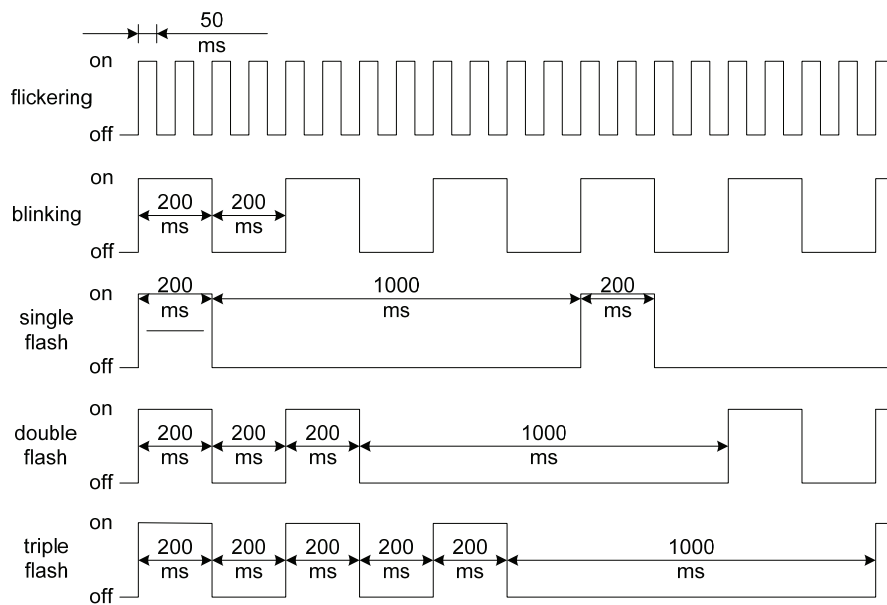 50
ms
on
flickering
off
on
blinking
200 200
ms ms
off
on
single
flash
200 1000 200
ms ms ms
off
on
double
flash
200 200 200 1000
ms ms ms ms
off
on
triple
flash
200 200 200 200 200 1000
ms ms ms ms ms ms
off